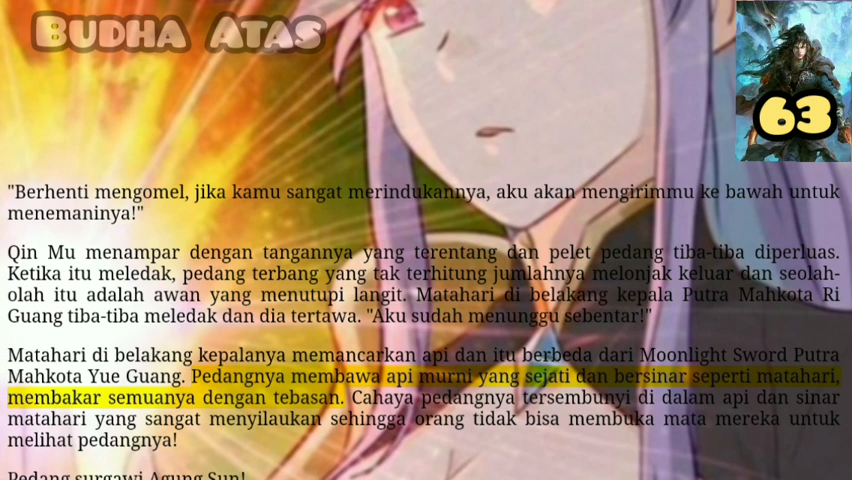 BUDHA ATAS
63
"Berhenti mengomel, jika kamu sangat merindukannya, aku akan mengirimmu ke bawah untuk
menemaninya!"
Qin Mu menampar dengan tangannya yang terentang dan pelet pedang tiba-tiba diperluas.
Ketika itu meledak, pedang terbang yang tak terhitung jumlahnya melonjak keluar dan seolah-
olah itu adalah awan yang menutupi langit. Matahari di belakang kepala Putra Mahkota Ri
Guang tiba-tiba meledak dan dia tertawa. "Aku sudah menunggu sebentar!"
Matahari di belakang kepalanya memancarkan api dan itu berbeda dari Moonlight Sword Putra
Mahkota Yue Guang. Pedangnya membawa api murni yang sejati dan bersinar seperti matahari,
membakar semuanya dengan tebasan. Cahaya pedangnya tersembunyi di dalam api dan sinar
matahari yang sangat menyilaukan sehingga orang tidak bisa membuka mata mereka untuk
melihat pedangnya!
Pedang surgawi Agung Sun!